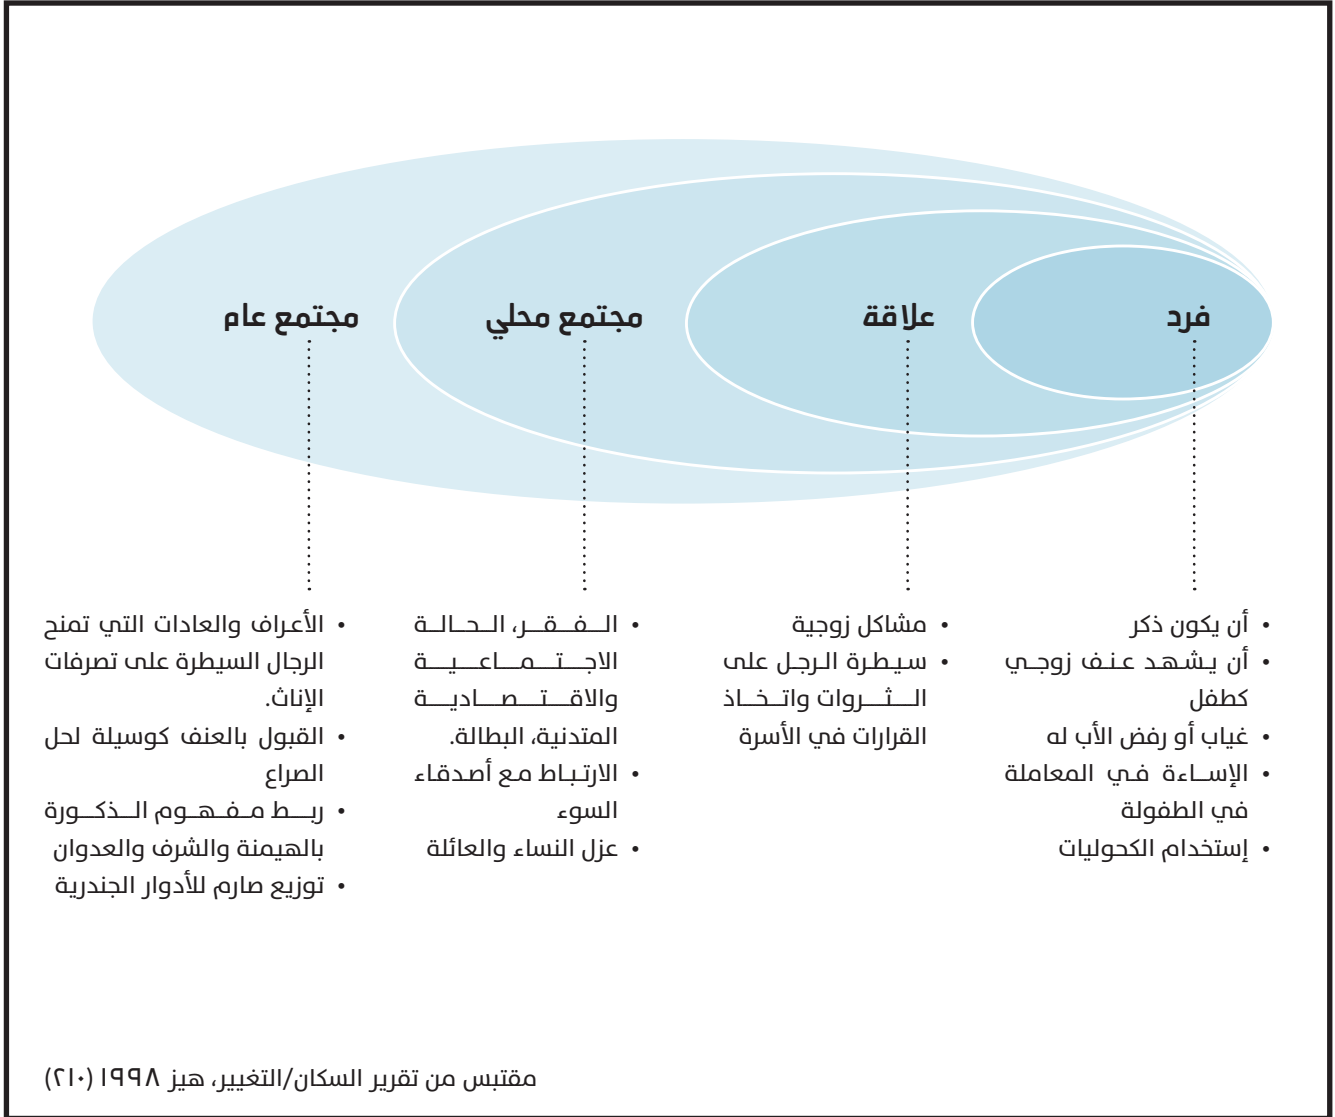 فرد
علاقة
مجتمع محلي
مجتمع عام
• أن يكون ذكر
• أن يشهد عنف زوجي
كطفل
• غياب أو رفض الأب له
• الإساءة في المعاملة
في الطفولة
• إستخدام الكحوليات
• مشاكل زوجية
• سيطرة الرجل على
الثروات واتخاذ
القرارات في الأسرة
• الفقر، الحالة
الاجتماعية
والاقتصادية
المتدنية، البطالة.
• الارتباط مع أصدقاء
السوء
• عزل النساء والعائلة
• الأعراف والعادات التي تمنح
الرجال السيطرة على تصرفات
الإناث.
• القبول بالعنف كوسيلة لحل
الصراع
• ربط مفهوم الذكورة
بالهيمنة والشرف والعدوان
• توزيع صارم للأدوار الجندرية
مقتبس من تقرير السكان/التغيير، هيز ١٩٩٨ (٢١٠)